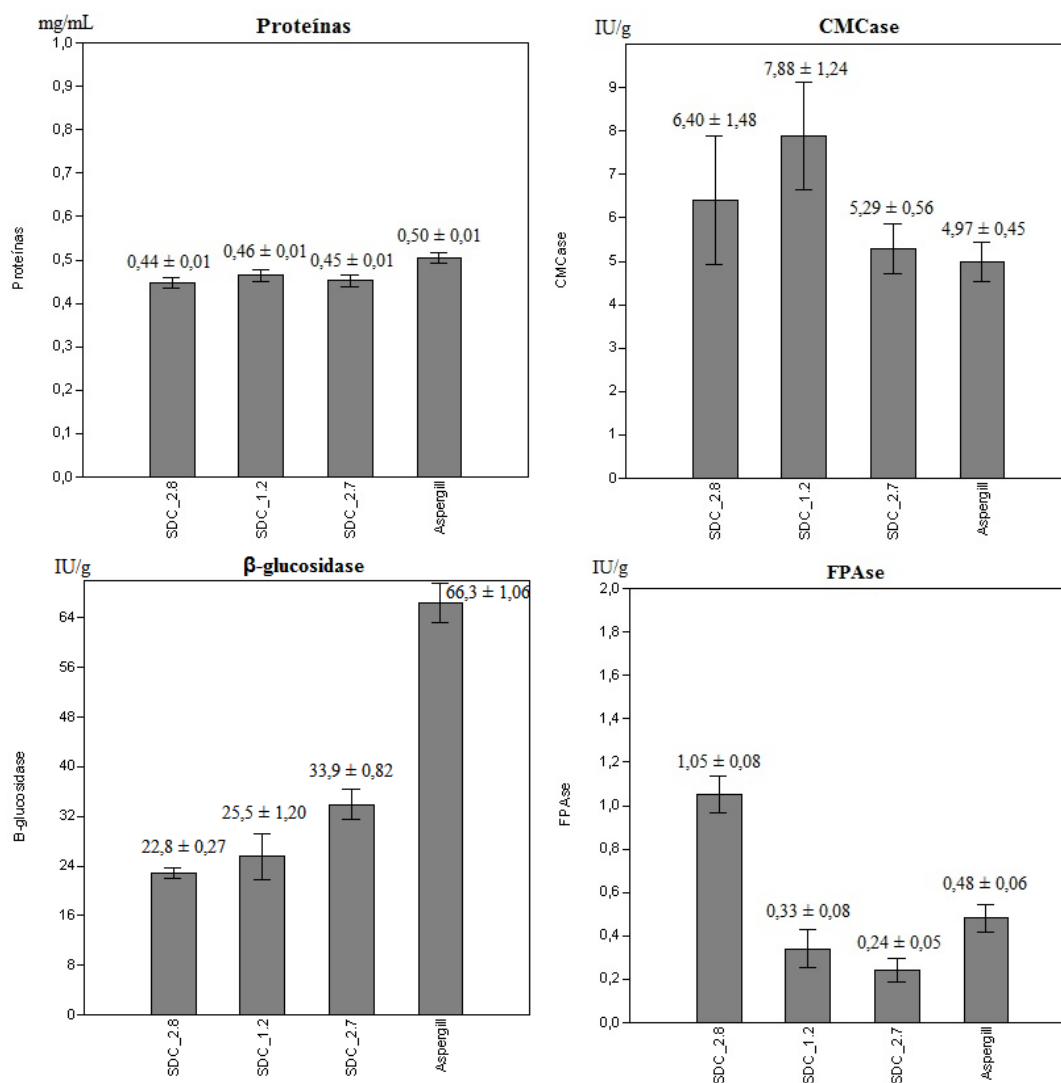 mg/mL
Proteínas
1,0
0,9
0,8
0,7
0,6
0,5
0,4
0,3
0,2
0,1
0,0
Proteínas
0,44 ± 0,01
0,46 ± 0,01
0,45 ± 0,01
0,50 ± 0,01
SDC_2.8
SDC_1.2
SDC_2.7
Aspergill
IU/g
CMCase
9
8
7
6
5
4
3
2
1
0
CMCase
6,40 ± 1,48
7,88 ± 1,24
5,29 ± 0,56
4,97 ± 0,45
SDC_2.8
SDC_1.2
SDC_2.7
Aspergill
IU/g
β-glucosidase
64
56
48
40
32
24
16
8
0
B-glucosidase
22,8 ± 0,27
25,5 ± 1,20
33,9 ± 0,82
66,3 ± 1,06
SDC_2.8
SDC_1.2
SDC_2.7
Aspergill
IU/g
FPAse
2,0
1,8
1,6
1,4
1,2
1,0
0,8
0,6
0,4
0,2
0,0
FPAse
1,05 ± 0,08
0,33 ± 0,08
0,24 ± 0,05
0,48 ± 0,06
SDC_2.8
SDC_1.2
SDC_2.7
Aspergill